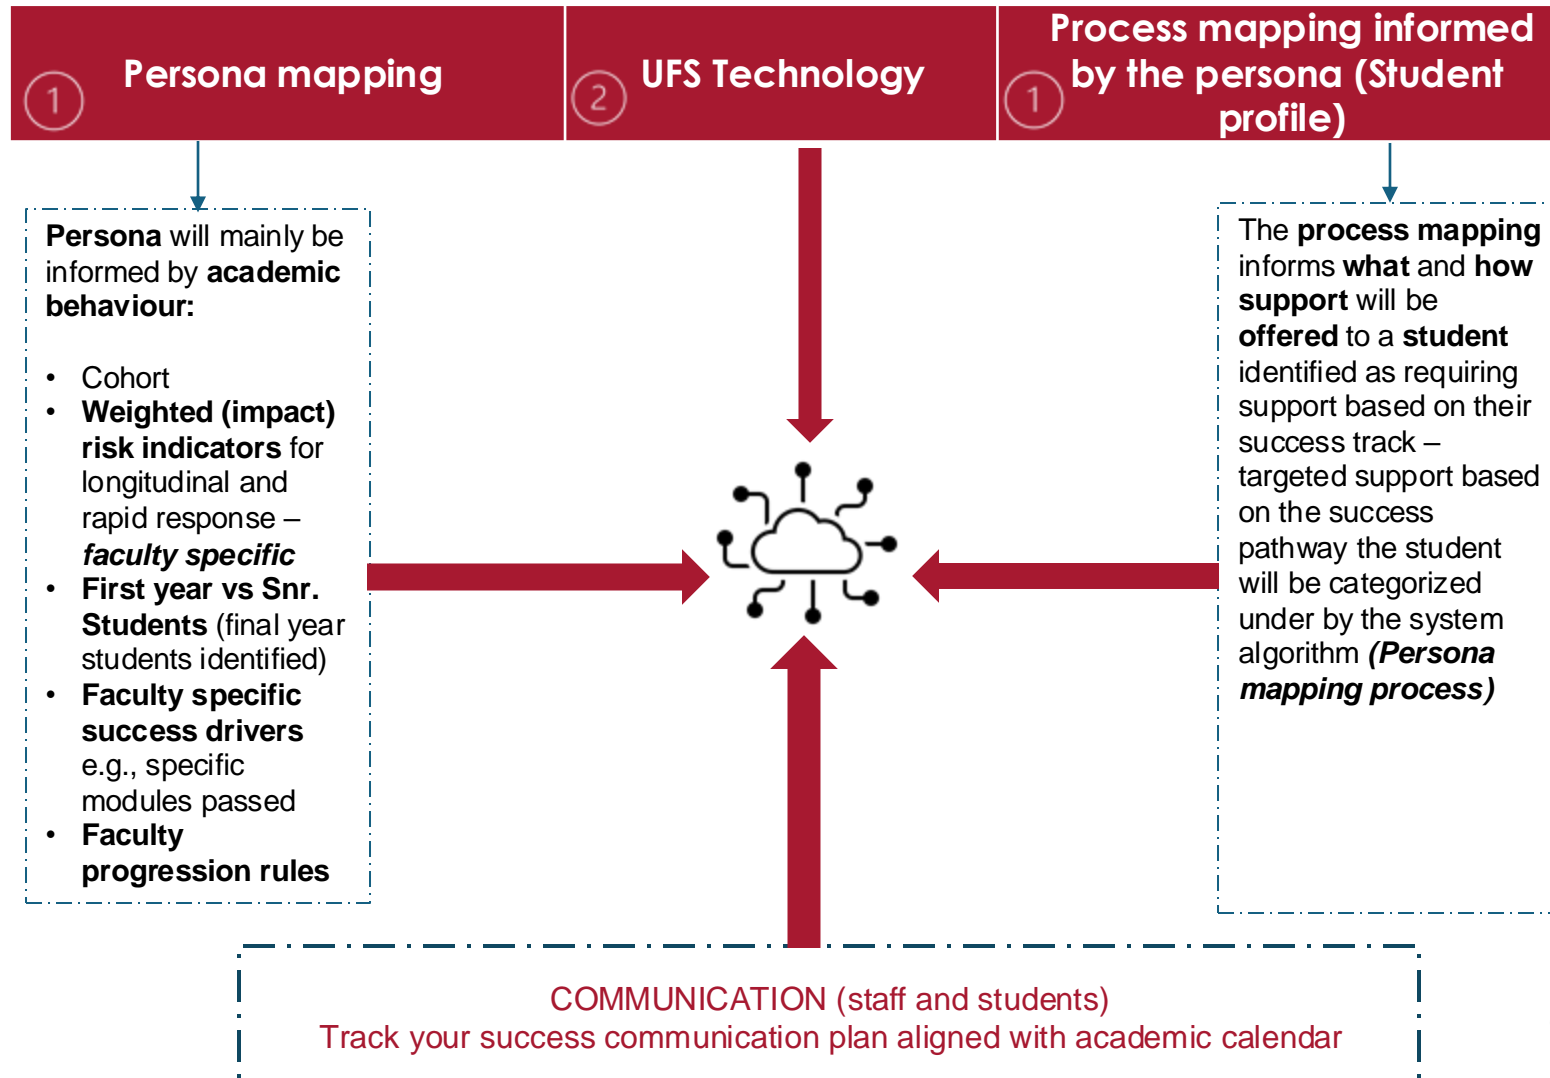 1
Persona mapping
2
UFS Technology
1
Process mapping informed
by the persona (Student
profile)
Persona will mainly be
informed by academic
behaviour:
• Cohort
• Weighted (impact)
risk indicators for
longitudinal and
rapid response –
faculty specific
• First year vs Snr.
Students (final year
students identified)
• Faculty specific
success drivers
e.g., specific
modules passed
• Faculty
progression rules
The process mapping
informs what and how
support will be
offered to a student
identified as requiring
support based on their
success track –
targeted support based
on the success
pathway the student
will be categorized
under by the system
algorithm (Persona
mapping process)
COMMUNICATION (staff and students)
Track your success communication plan aligned with academic calendar